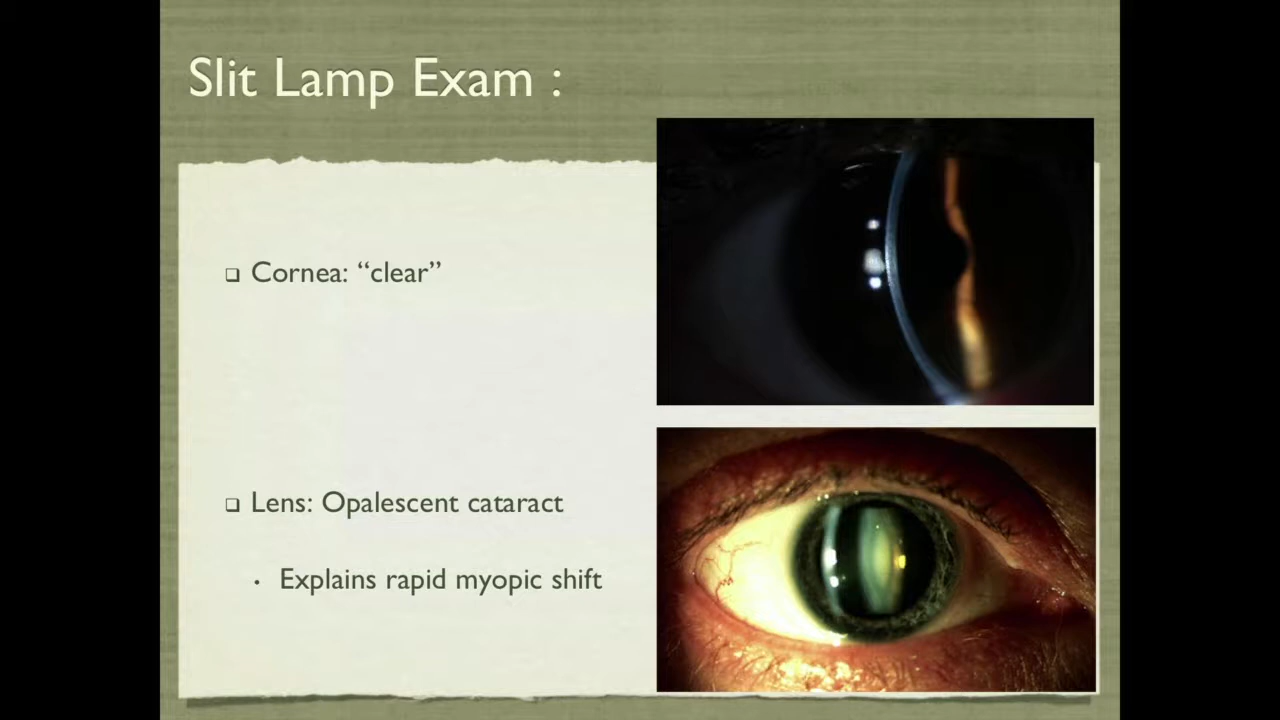 Slit Lamp Exam :
❑ Cornea: “clear”
❑ Lens: Opalescent cataract
• Explains rapid myopic shift